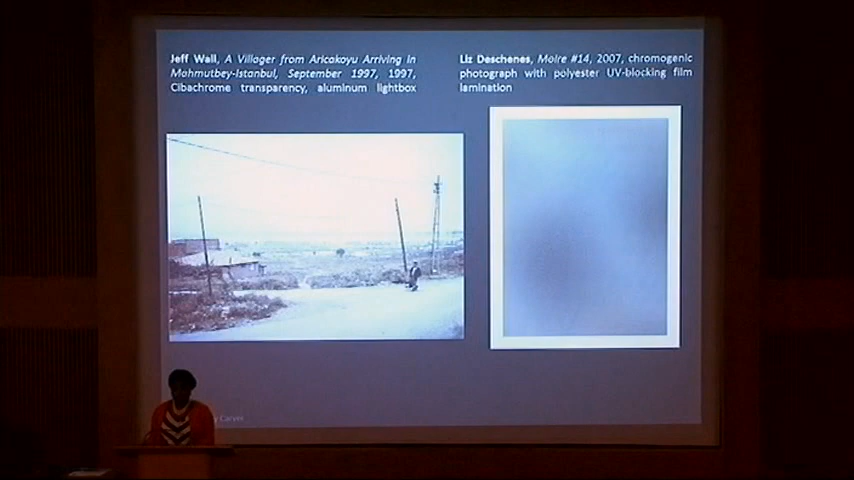 Jeff Wall, A Villager from Aricakoyu Arriving in
Mahmutbey-Istanbul, September 1997, 1997,
Cibachrome transparency, aluminum lightbox
Liz Deschenes, Moire #14, 2007, chromogenic
photograph with polyester UV-blocking film
lamination
Carver